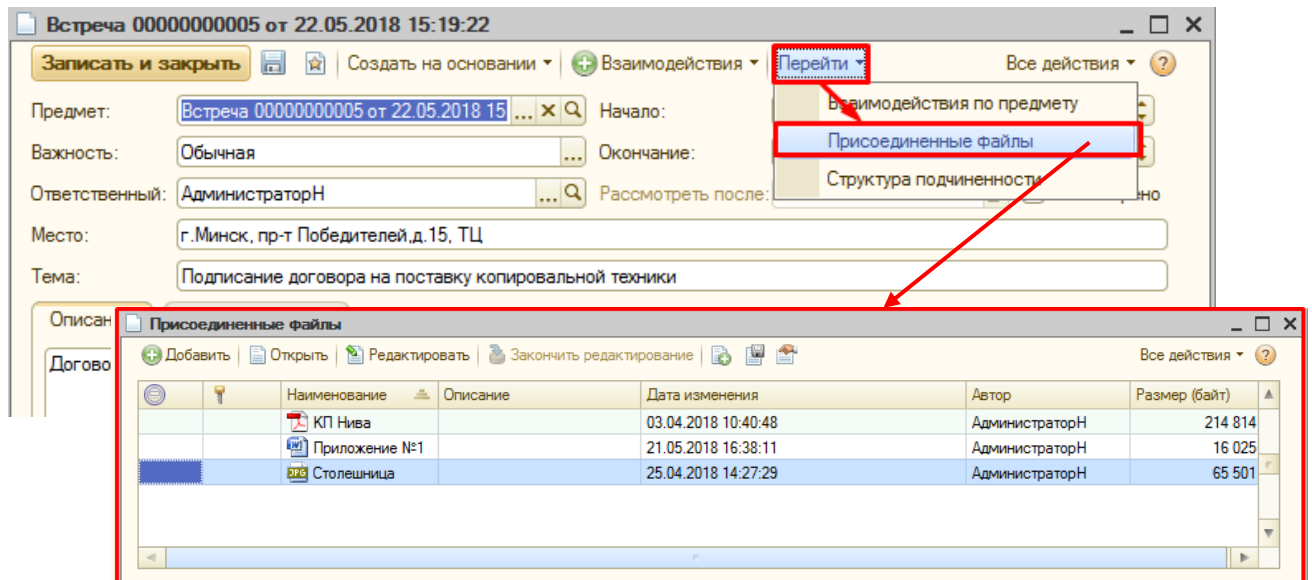 Встреча 00000000005 от 22.05.2018 15:19:22
Записать и закрыть Создать на основании Взаимодействия Перейти Все действия
Предмет: Встреча 00000000005 от 22.05.2018 15 ... Начало: Взаимодействия по предмету
Важность: Обычная ... Окончание: Присоединенные файлы
Ответственный: АдминистраторН ... Рассмотреть после: Структура подчиненности но
Место: г.Минск, пр-т Победителей,д.15, ТЦ
Тема: Подписание договора на поставку копировальной техники
Описан
Догово
Присоединенные файлы
Добавить Открыть Редактировать Закончить редактирование Все действия
Наименование Описание Дата изменения Автор Размер (байт)
КП Нива 03.04.2018 10:40:48 АдминистраторН 214 814
Приложение №1 21.05.2018 16:38:11 АдминистраторН 16 025
JPG Столешница 25.04.2018 14:27:29 АдминистраторН 65 501